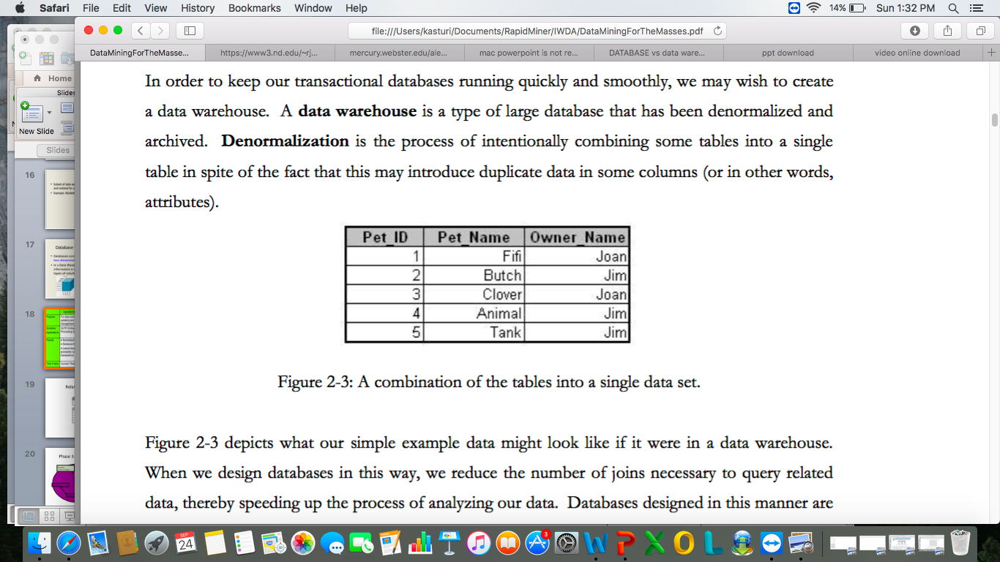 Safari File Edit View History Bookmarks Window Help 14% Sun 1:32 PM
file:///Users/kasturi/Documents/RapidMiner/IWDA/DataMiningForTheMasses.pdf
DataMiningForTheMasse... https://www3.nd.edu/~rj... mercury.webster.edu/ale... mac powerpoint is not re... DATABASE vs data ware... ppt download video online download
Home
Slides
New Slide
Slides
16
17
Database
18
19
Rela
20
Phase 3
In order to keep our transactional databases running quickly and smoothly, we may wish to create
a data warehouse. A data warehouse is a type of large database that has been denormalized and
archived. Denormalization is the process of intentionally combining some tables into a single
table in spite of the fact that this may introduce duplicate data in some columns (or in other words,
attributes).
Pet_ID Pet_Name Owner_Name
1 Fifi Joan
2 Butch Jim
3 Clover Joan
4 Animal Jim
5 Tank Jim
Figure 2-3: A combination of the tables into a single data set.
Figure 2-3 depicts what our simple example data might look like if it were in a data warehouse.
When we design databases in this way, we reduce the number of joins necessary to query related
data, thereby speeding up the process of analyzing our data. Databases designed in this manner are
SEP
24
3